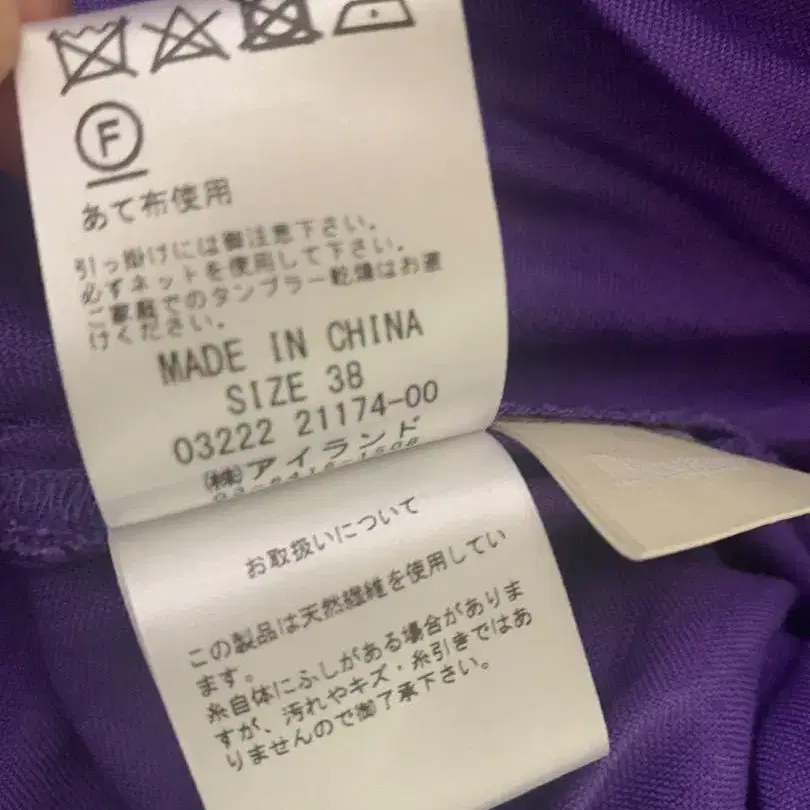 F
あて布使用
引っ掛けには御注意下さい。
必ずネットを使用して下さい。
ご家庭でのタンブラー乾燥はお避
けください。
MADE IN CHINA
SIZE 38
03222 21174-00
㈱アイランド
お取扱いについて
この製品は天然繊維を使用してい
ます。
糸自体にふしがある場合がありま
すが、汚れやキズ・糸引きではあ
りませんので御了承下さい。